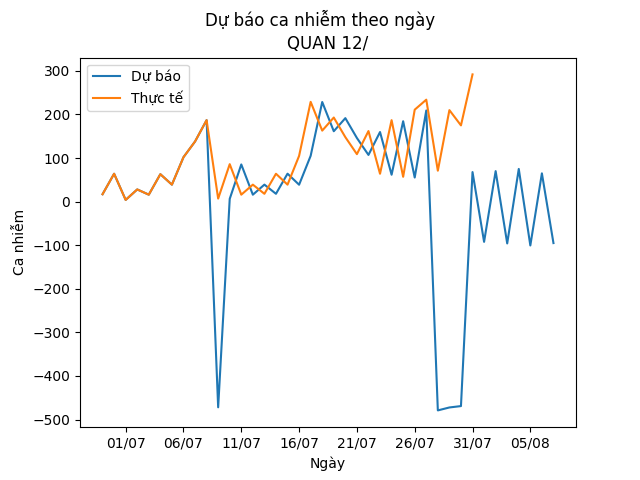 Dự báo ca nhiễm theo ngày
QUAN 12/
Dự báo
Thực tế
300
200
100
0
−100
−200
−300
−400
−500
Ca nhiễm
01/07 06/07 11/07 16/07 21/07 26/07 31/07 05/08
Ngày